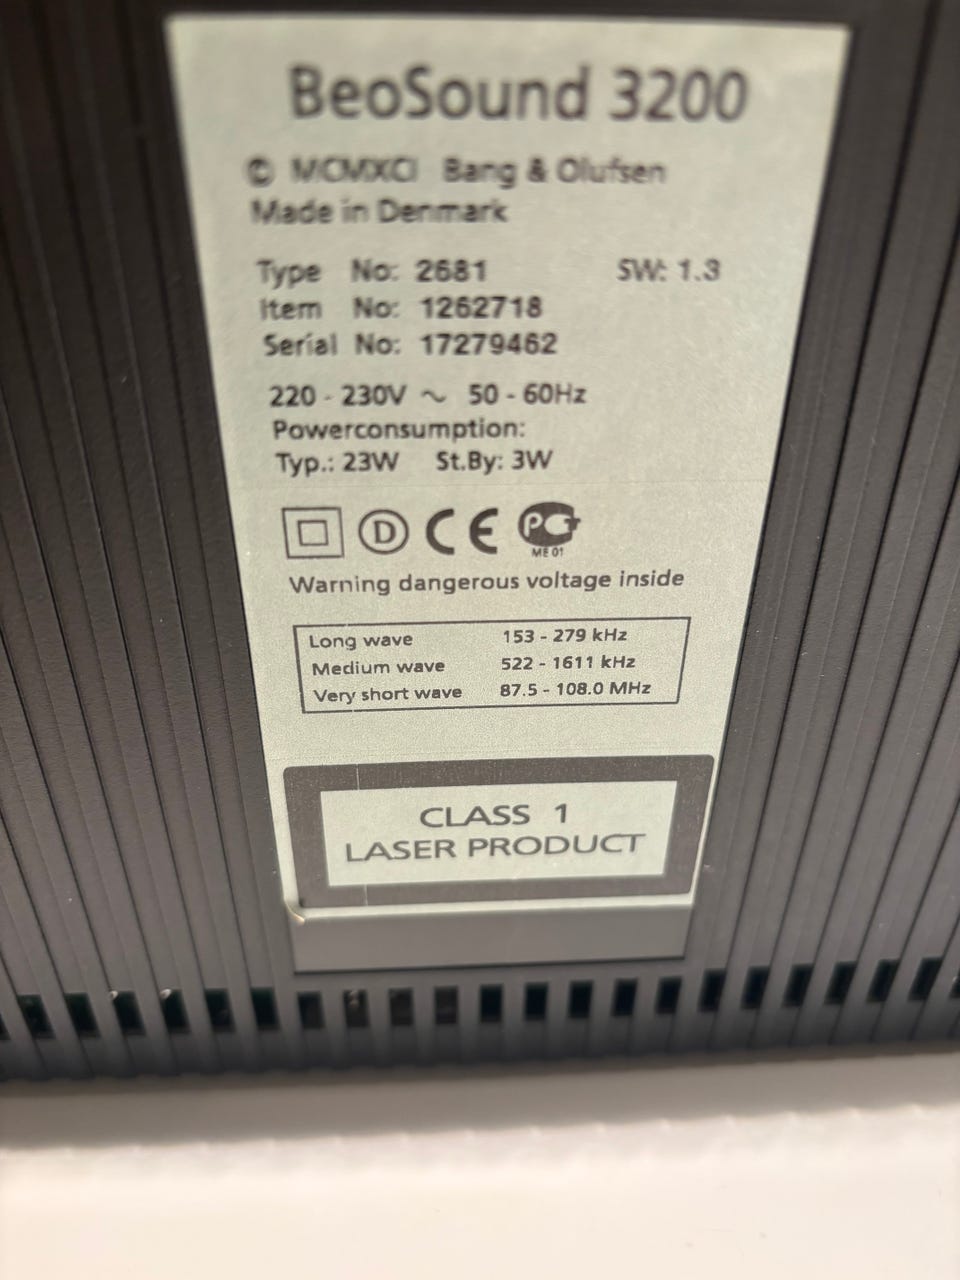 BeoSound 3200
© MCMXCI Bang & Olufsen
Made in Denmark
Type No: 2681 SW: 1.3
Item No: 1262718
Serial No: 17279462
220 - 230V ~ 50 - 60Hz
Powerconsumption:
Typ.: 23W St.By: 3W
D CE PCT
ME 01
Warning dangerous voltage inside
Long wave 153 - 279 kHz
Medium wave 522 - 1611 kHz
Very short wave 87.5 - 108.0 MHz
CLASS 1
LASER PRODUCT